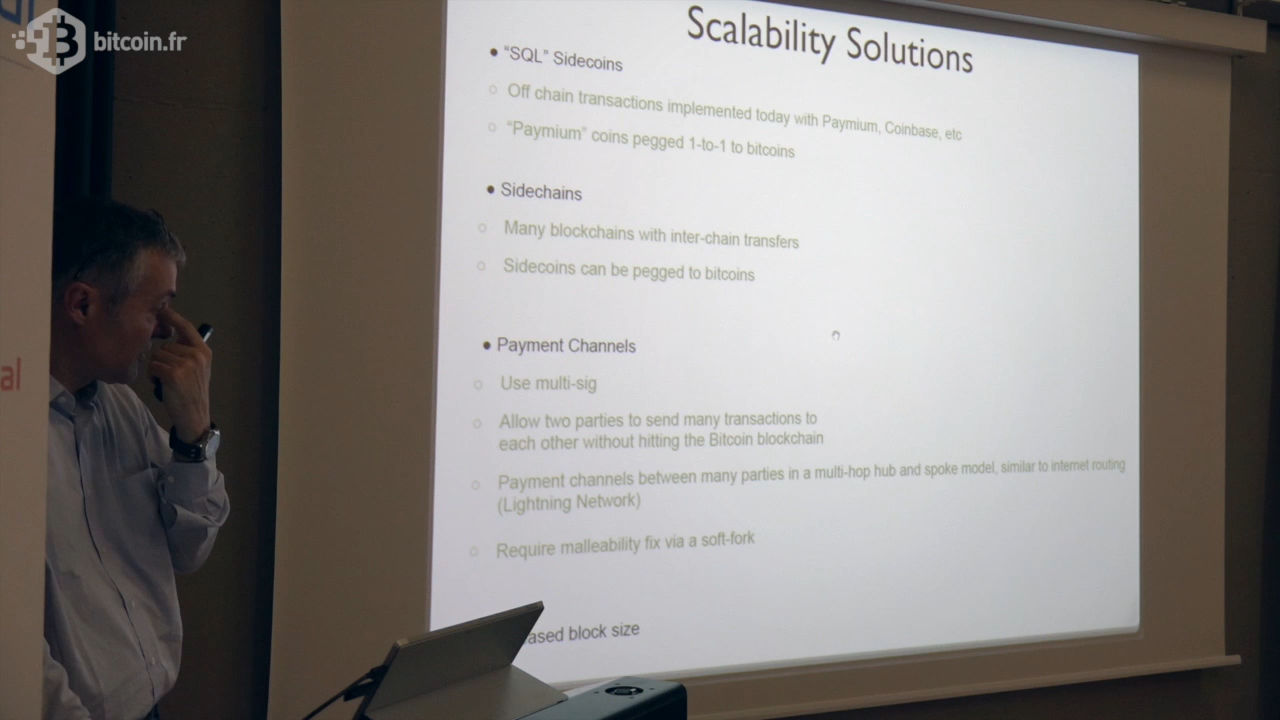 bitcoin.fr
Scalability Solutions
• “SQL” Sidecoins
○ Off chain transactions implemented today with Paymium, Coinbase, etc
○ “Paymium” coins pegged 1-to-1 to bitcoins
• Sidechains
○ Many blockchains with inter-chain transfers
○ Sidecoins can be pegged to bitcoins
• Payment Channels
○ Use multi-sig
○ Allow two parties to send many transactions to
each other without hitting the Bitcoin blockchain
○ Payment channels between many parties in a multi-hop hub and spoke model, similar to internet routing
(Lightning Network)
○ Require malleability fix via a soft-fork
ased block size
al